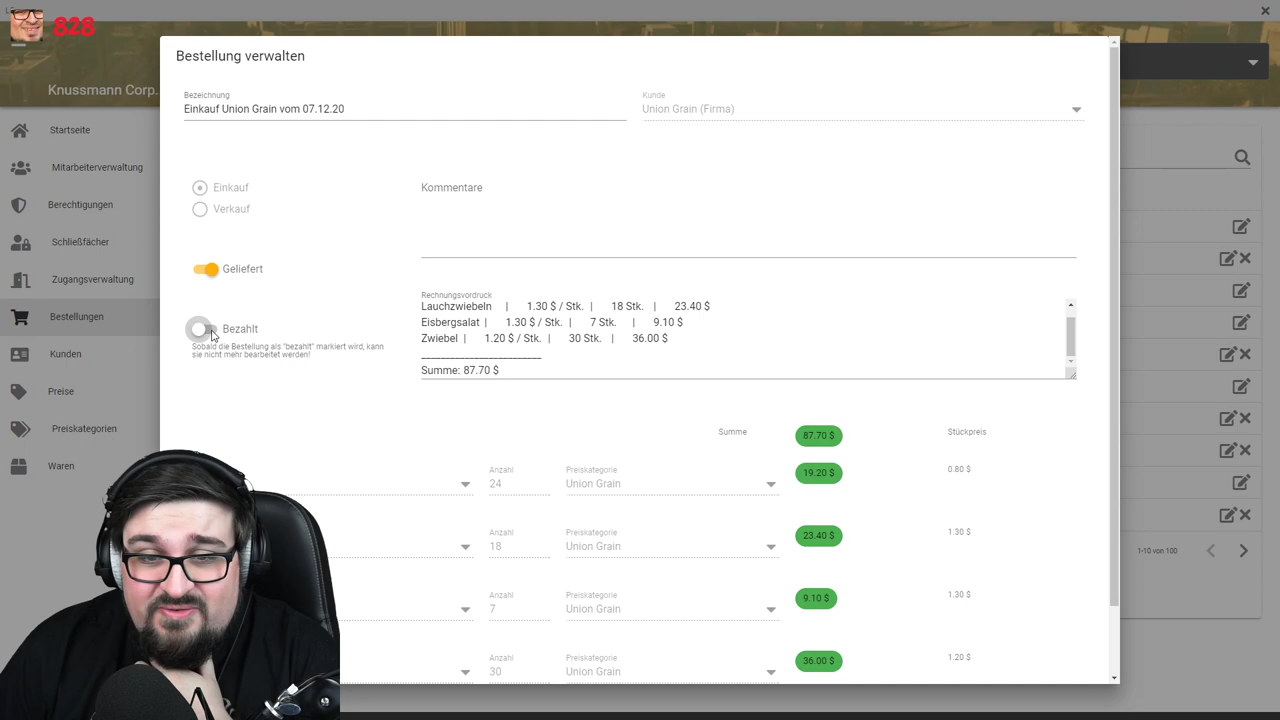 828
Knussmann Corp.
Startseite
Mitarbeiterverwaltung
Berechtigungen
Schließfächer
Zugangsverwaltung
Bestellungen
Kunden
Preise
Preiskategorien
Waren
Bestellung verwalten
Bezeichnung
Einkauf Union Grain vom 07.12.20
Kunde
Union Grain (Firma)
Einkauf
Verkauf
Kommentare
Geliefert
Bezahlt
Sobald die Bestellung als "bezahlt" markiert wird, kann
sie nicht mehr bearbeitet werden!
Rechnungsvordruck
Lauchzwiebeln | 1.30 $ / Stk. | 18 Stk. | 23.40 $
Eisbergsalat | 1.30 $ / Stk. | 7 Stk. | 9.10 $
Zwiebel | 1.20 $ / Stk. | 30 Stk. | 36.00 $
_________________________
Summe: 87.70 $
Summe 87.70 $ Stückpreis
Anzahl Preiskategorie
24 Union Grain 19.20 $ 0.80 $
Anzahl Preiskategorie
18 Union Grain 23.40 $ 1.30 $
Anzahl Preiskategorie
7 Union Grain 9.10 $ 1.30 $
Anzahl Preiskategorie
30 Union Grain 36.00 $ 1.20 $
1-10 von 100